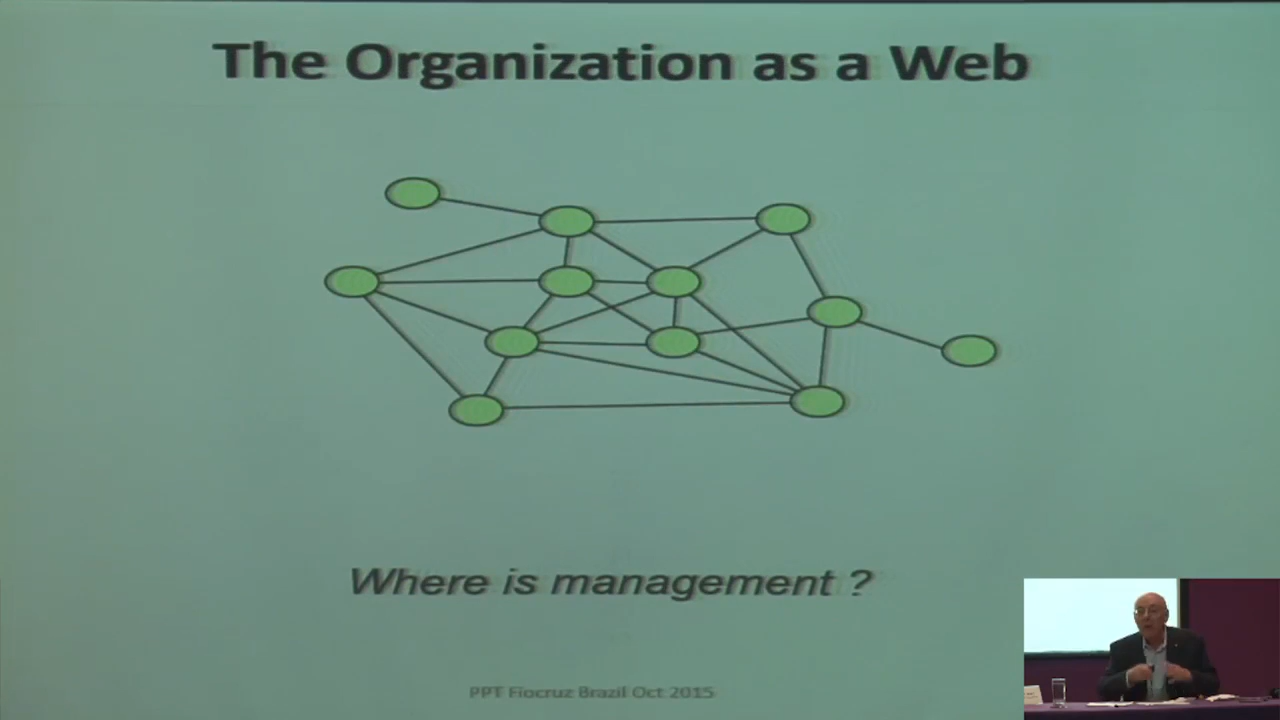 The Organization as a Web
Where is management ?
PPT Fiocruz Brazil Oct 2015